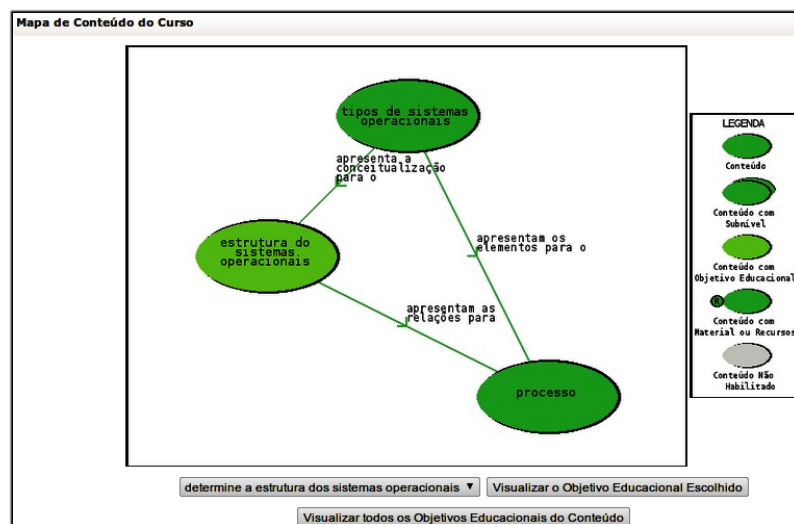 Mapa de Conteúdo do Curso
tipos de sistemas
operacionais
apresenta a
conceitualização
para o
estrutura do
sistemas
operacionais
apresentam os
elementos para o
apresentam as
relações para
processo
LEGENDA
Conteúdo
Conteúdo com
Subnível
Conteúdo com
Objetivo Educacional
R
Conteúdo com
Material ou Recursos
Conteúdo Não
Habilitado
determine a estrutura dos sistemas operacionais
Visualizar o Objetivo Educacional Escolhido
Visualizar todos os Objetivos Educacionais do Conteúdo